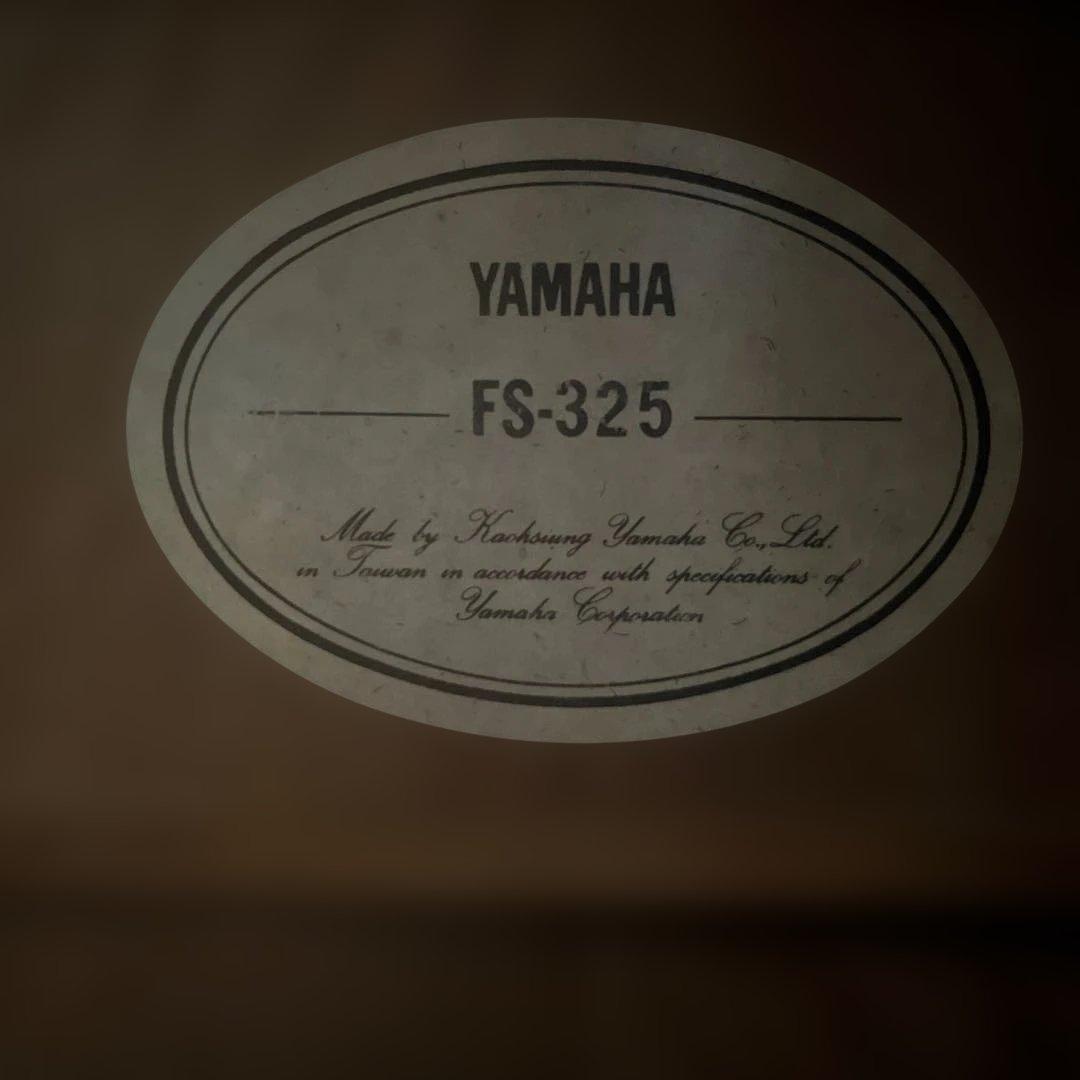 YAMAHA
FS-325
Made by Kaohsiung Yamaha Co., Ltd.
in Taiwan in accordance with specifications of
Yamaha Corporation